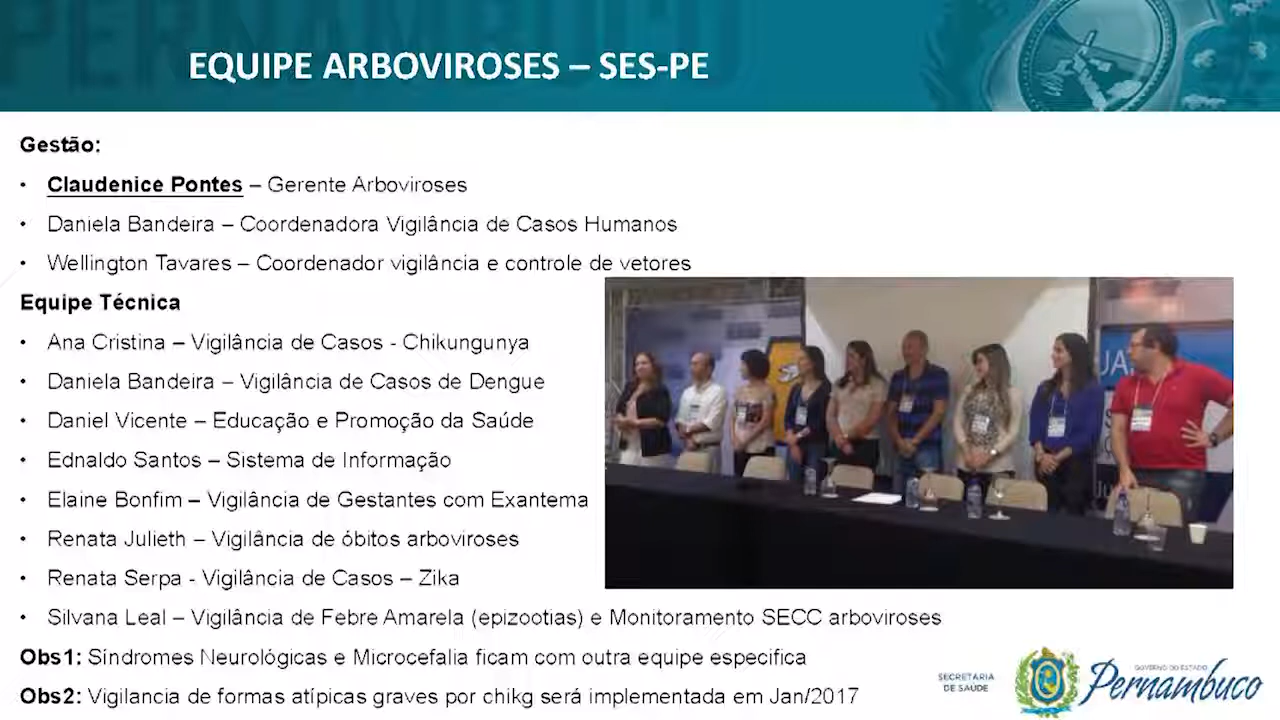 PERNAMBUCO
EQUIPE ARBOVIROSES – SES-PE
Gestão:
• Claudenice Pontes – Gerente Arboviroses
• Daniela Bandeira – Coordenadora Vigilância de Casos Humanos
• Wellington Tavares – Coordenador vigilância e controle de vetores
Equipe Técnica
• Ana Cristina – Vigilância de Casos - Chikungunya
• Daniela Bandeira – Vigilância de Casos de Dengue
• Daniel Vicente – Educação e Promoção da Saúde
• Ednaldo Santos – Sistema de Informação
• Elaine Bonfim – Vigilância de Gestantes com Exantema
• Renata Julieth – Vigilância de óbitos arboviroses
• Renata Serpa - Vigilância de Casos – Zika
• Silvana Leal – Vigilância de Febre Amarela (epizootias) e Monitoramento SECC arboviroses
Obs1: Síndromes Neurológicas e Microcefalia ficam com outra equipe especifica
Obs2: Vigilancia de formas atípicas graves por chikg será implementada em Jan/2017
SECRETARIA
DE SAÚDE
GOVERNO DO ESTADO
Pernambuco